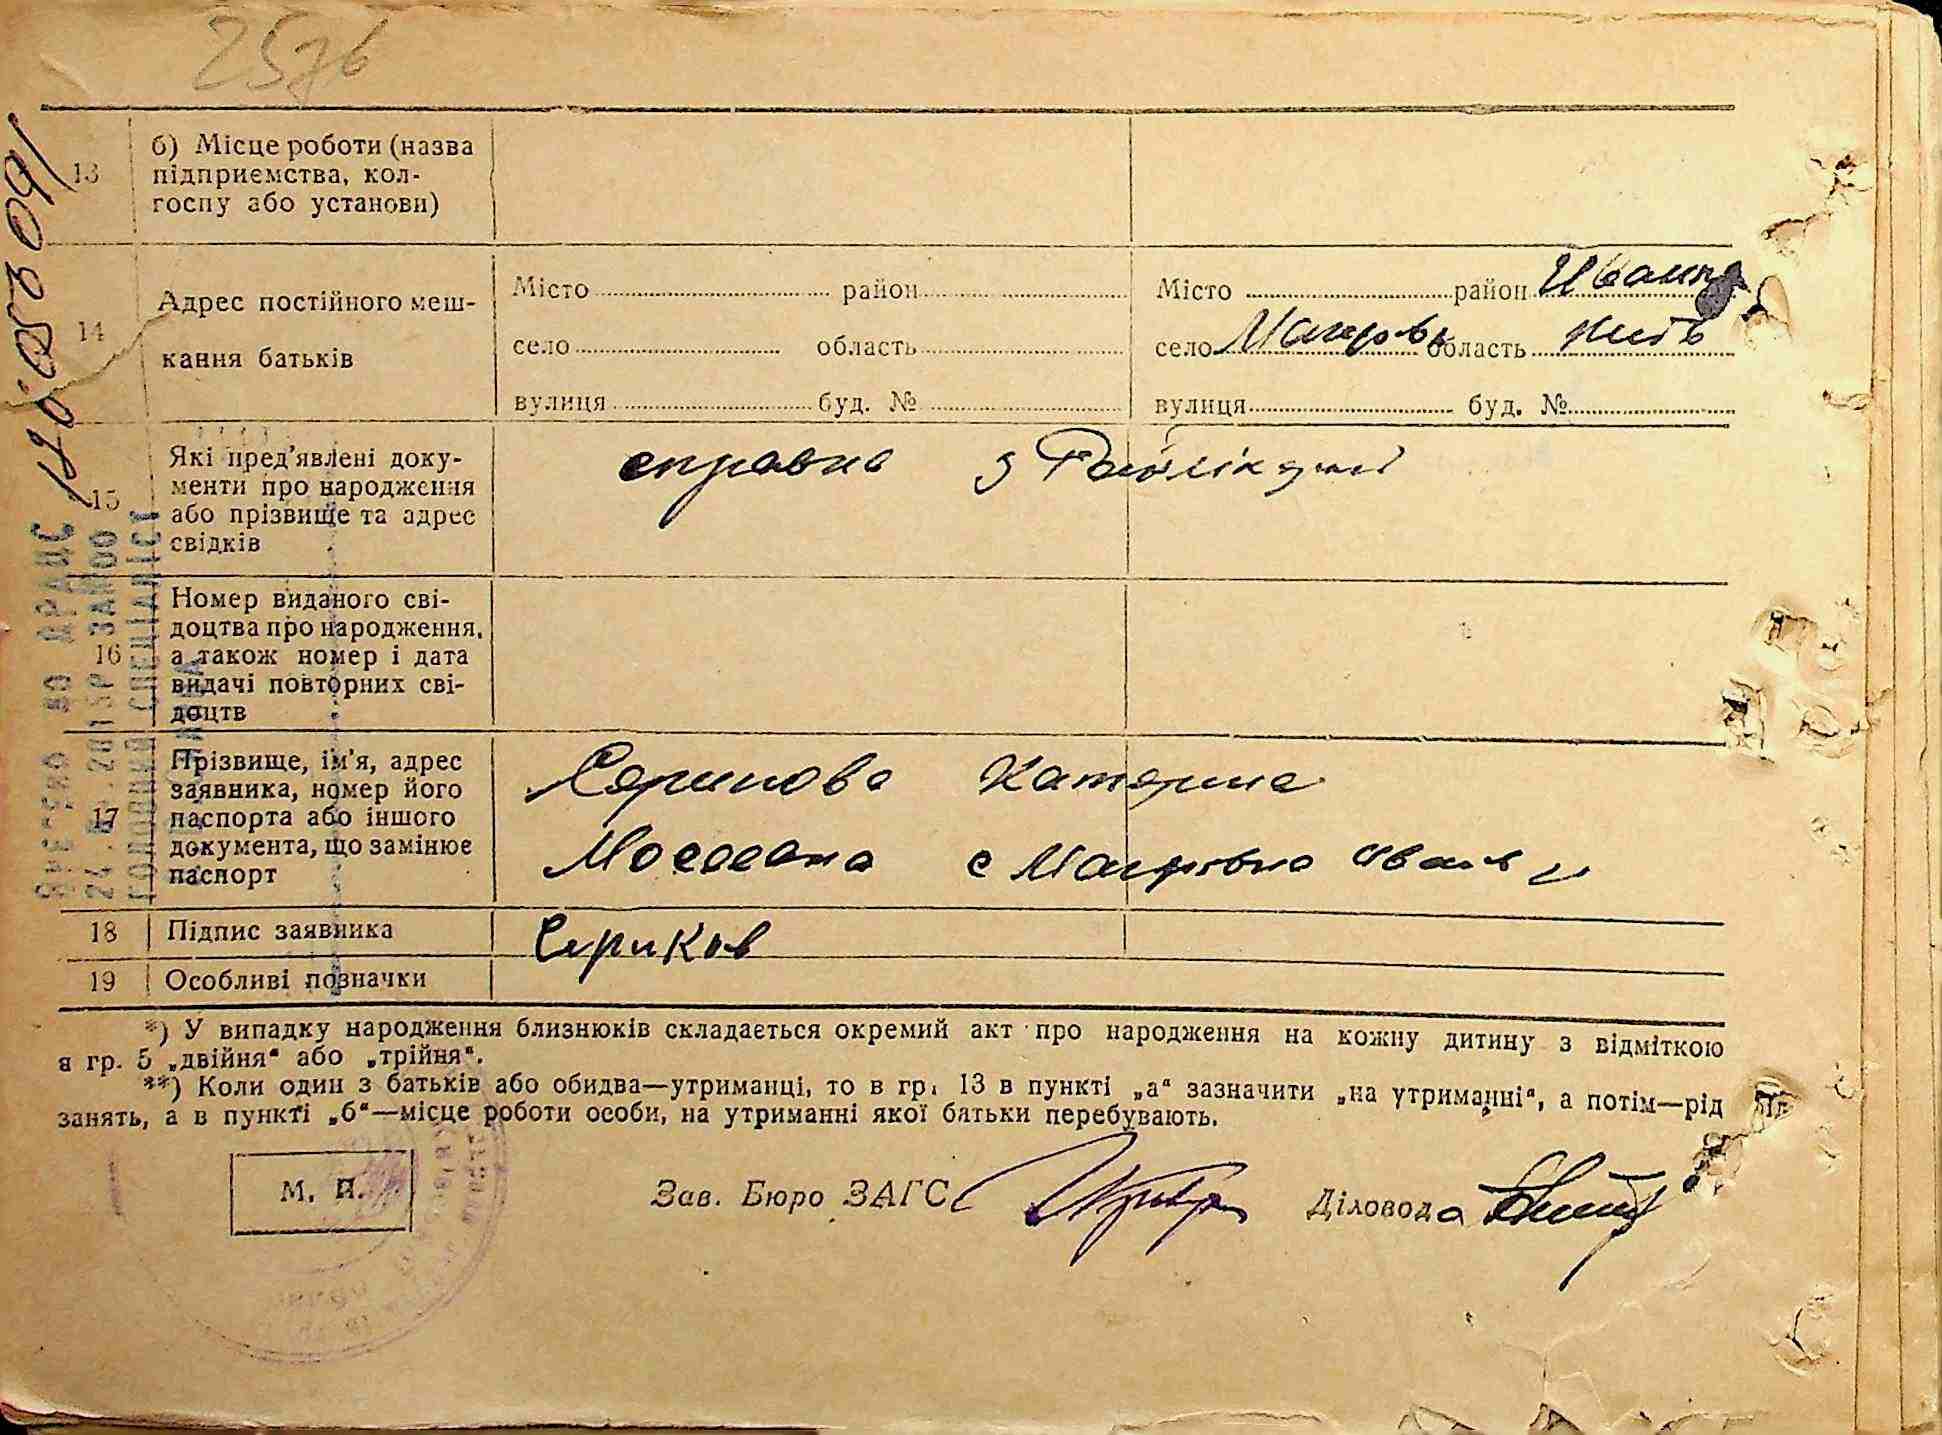 2576
13 б) Місце роботи (назва
підприємства, кол-
госпу або установи)
14 Адрес постійного меш-
кання батьків
Місто район
село область
вулиця буд. №
Місто район
село область
вулиця буд. №
15 Які пред'явлені доку-
менти про народження
або прізвище та адрес
свідків
справка з
16 Номер виданого сві-
доцтва про народження,
а також номер і дата
видачі повторних сві-
доцтв
17 Прізвище, ім'я, адрес
заявника, номер його
паспорта або іншого
документа, що замінює
паспорт
Катерина
с
18 Підпис заявника
19 Особливі позначки
*) У випадку народження близнюків складається окремий акт про народження на кожну дитину з відміткою
в гр. 5 „двійня“ або „трійня“.
**) Коли один з батьків або обидва—утриманці, то в гр. 13 в пункті „а“ зазначити „на утриманні“, а потім—рід
занять, а в пункті „б“—місце роботи особи, на утриманні якої батьки перебувають.
М. П.
Зав. Бюро ЗАГС
Діловод